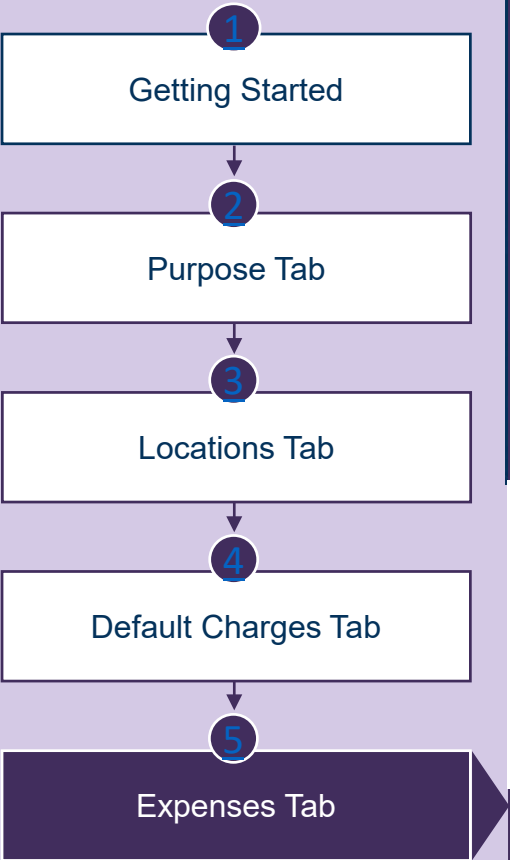 1
Getting Started
2
Purpose Tab
3
Locations Tab
4
Default Charges Tab
5
Expenses Tab